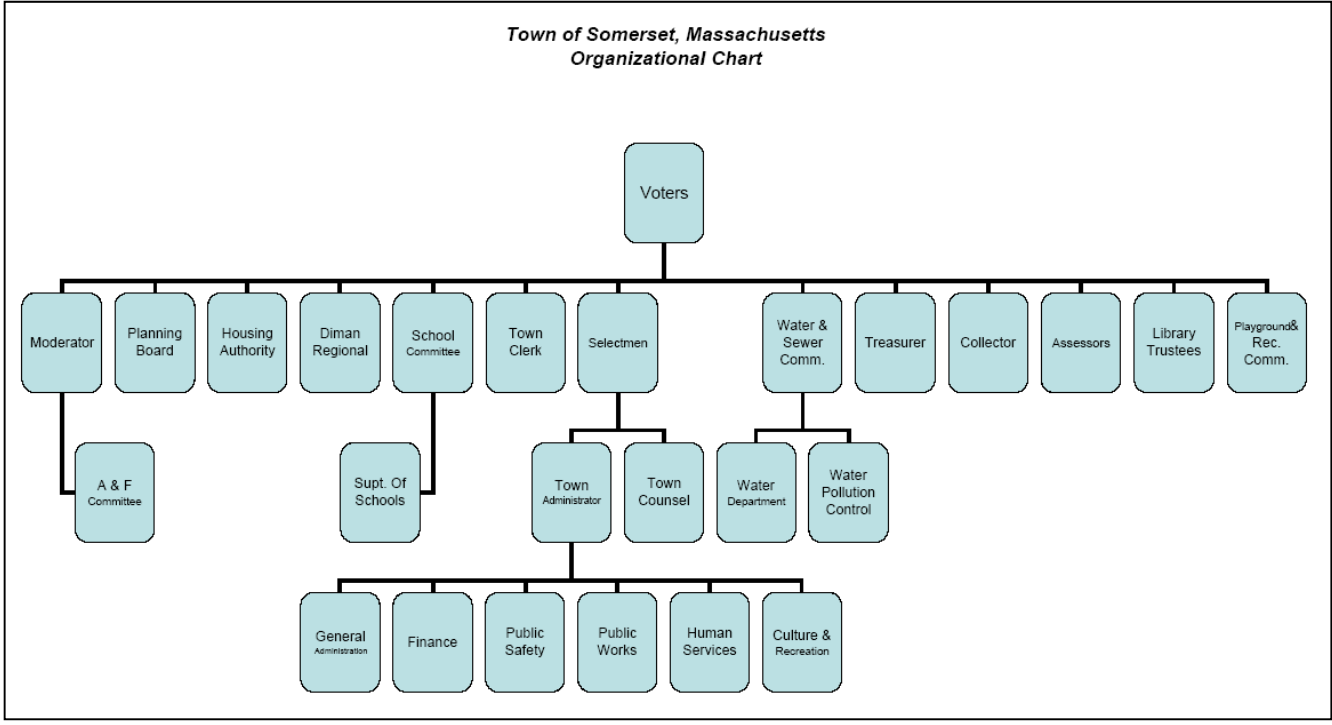 Town of Somerset, Massachusetts
Organizational Chart
Voters
Moderator
Planning
Board
Housing
Authority
Diman
Regional
School
Committee
Town
Clerk
Selectmen
Water &
Sewer
Comm.
Treasurer
Collector
Assessors
Library
Trustees
Playground&
Rec.
Comm.
A & F
Committee
Supt. Of
Schools
Town
Administrator
Town
Counsel
Water
Department
Water
Pollution
Control
General
Administration
Finance
Public
Safety
Public
Works
Human
Services
Culture &
Recreation